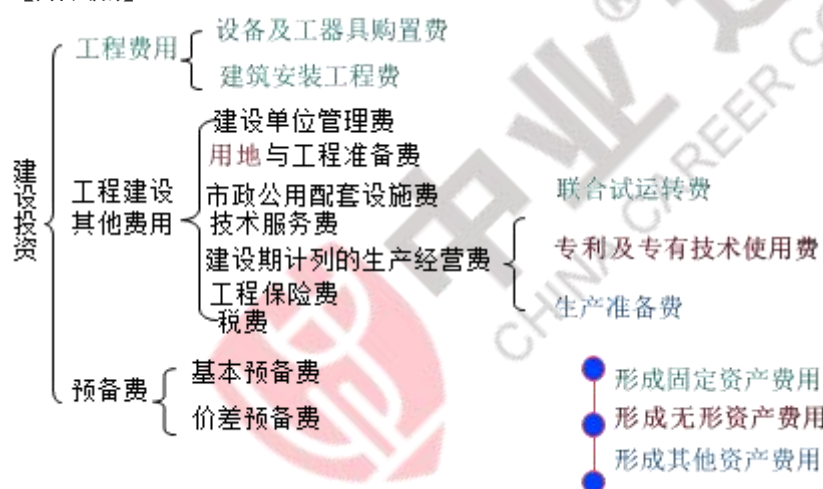 工程费用
设备及工器具购置费
建筑安装工程费
建设投资
工程建设
其他费用
建设单位管理费
用地与工程准备费
市政公用配套设施费
技术服务费
建设期计列的生产经营费
工程保险费
税费
联合试运转费
专利及专有技术使用费
生产准备费
预备费
基本预备费
价差预备费
形成固定资产费用
形成无形资产费用
形成其他资产费用
中业
®
CHINA CAREER CO